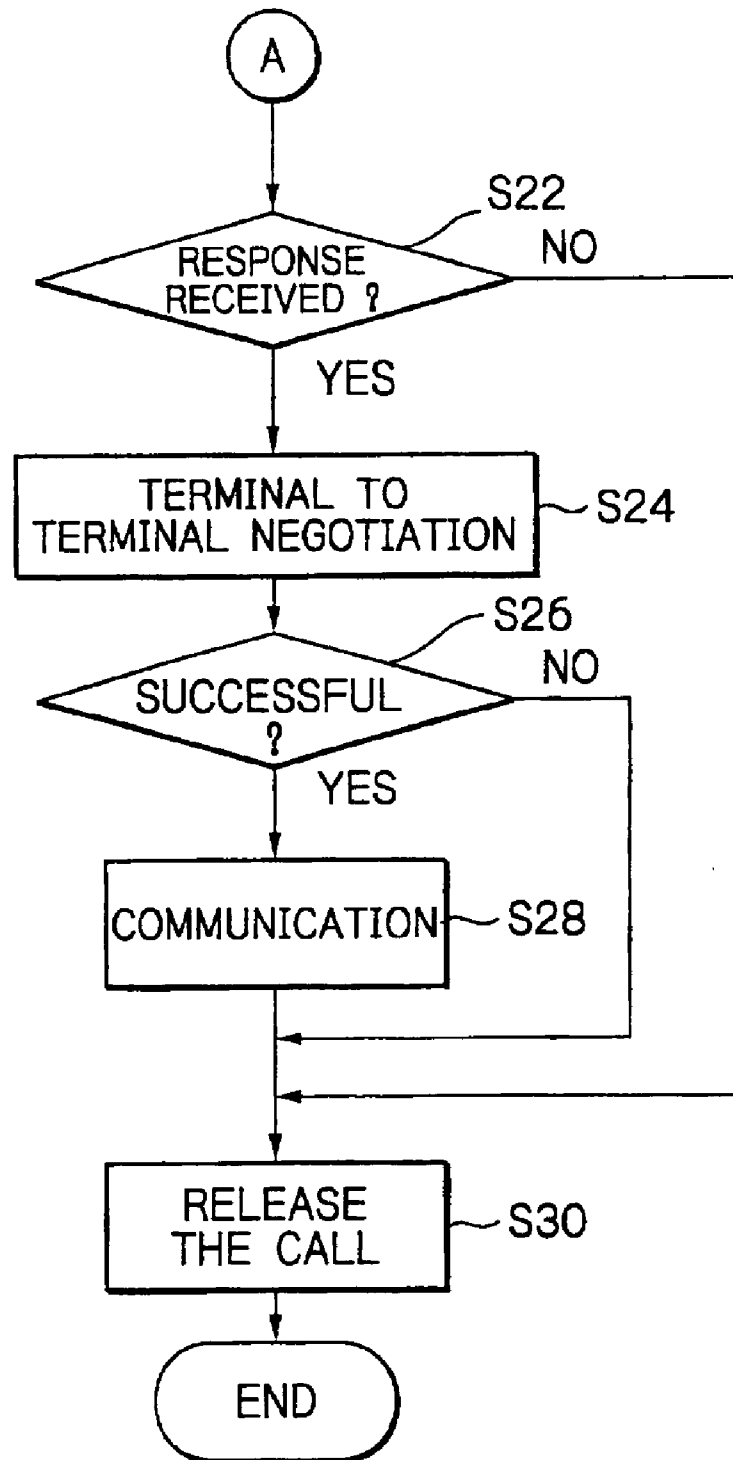 A
S22
RESPONSE
RECEIVED ?
NO
YES
TERMINAL TO
TERMINAL NEGOTIATION
S24
S26
SUCCESSFUL
?
NO
YES
COMMUNICATION
S28
RELEASE
THE CALL
S30
END